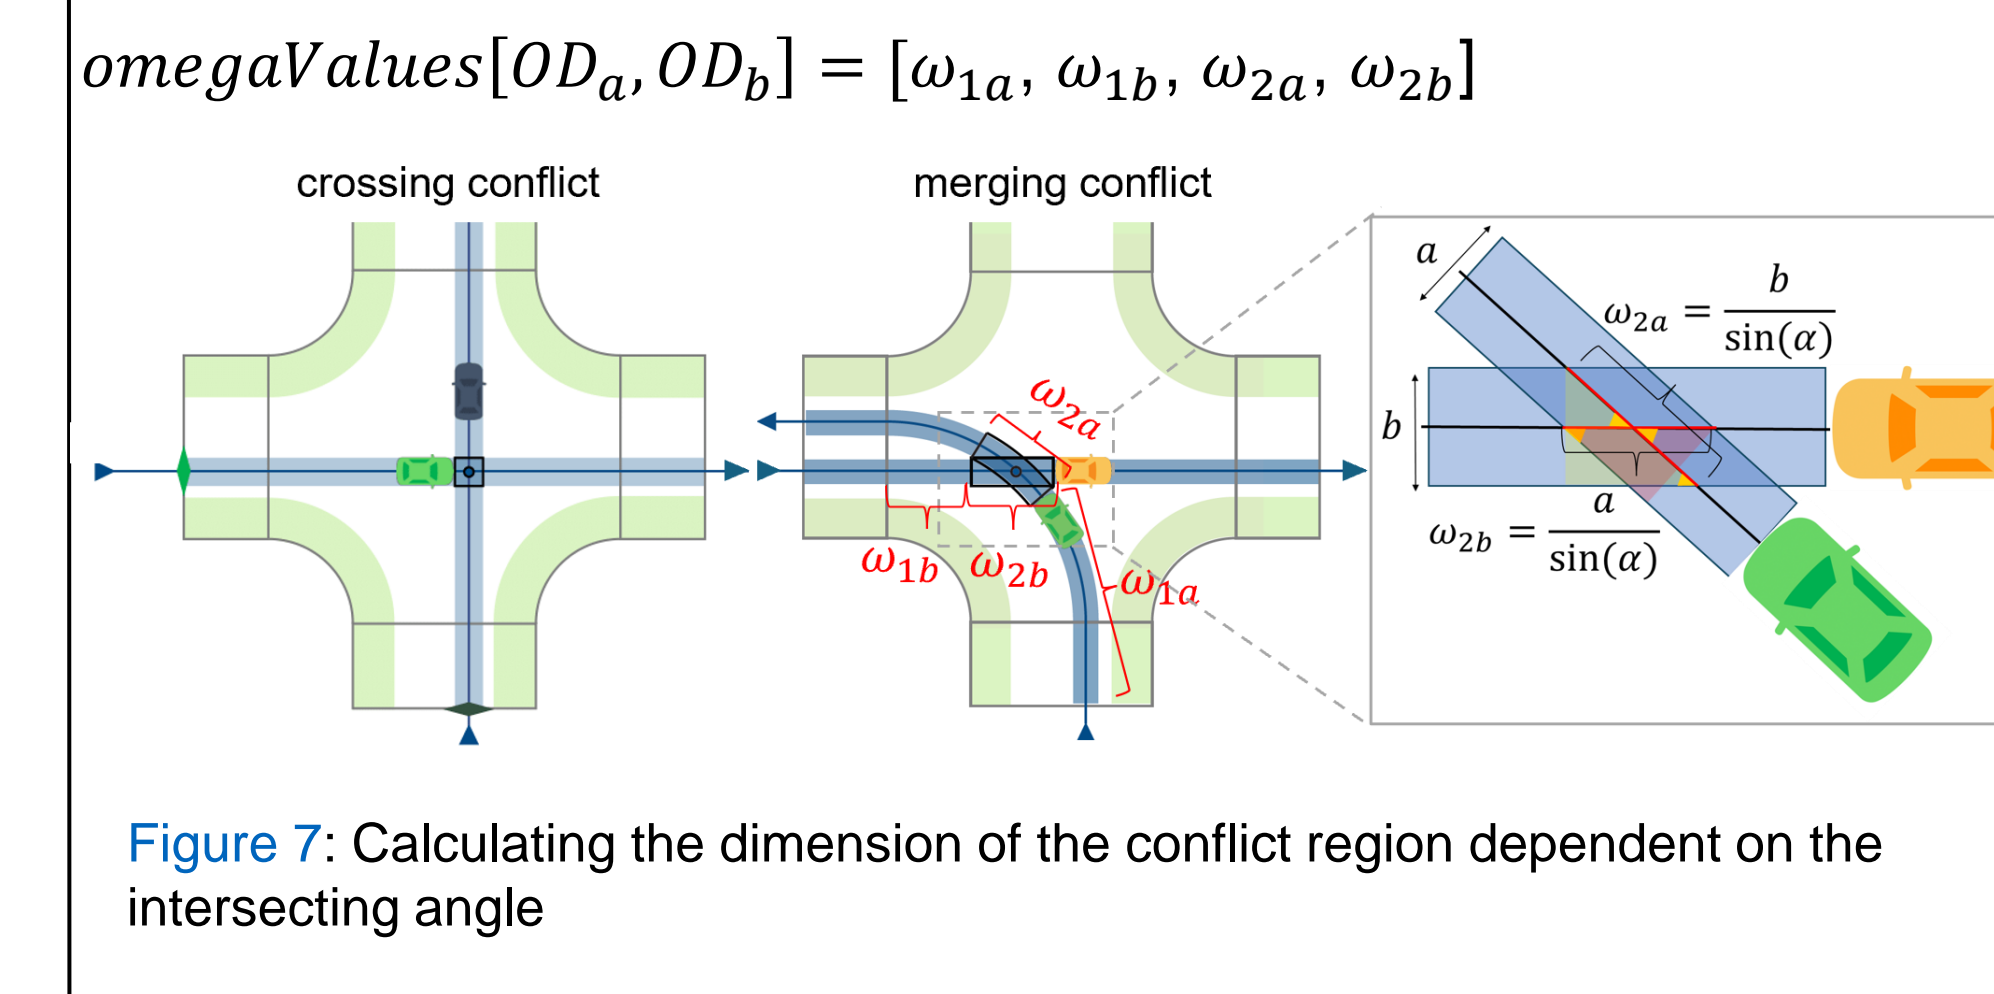 omegaValues[OD_a, OD_b] = [ω_1a, ω_1b, ω_2a, ω_2b]
crossing conflict
merging conflict
ω_2a
ω_1b
ω_2b
ω_1a
a
ω_2a = b / sin(α)
b
ω_2b = a / sin(α)
Figure 7: Calculating the dimension of the conflict region dependent on the
intersecting angle